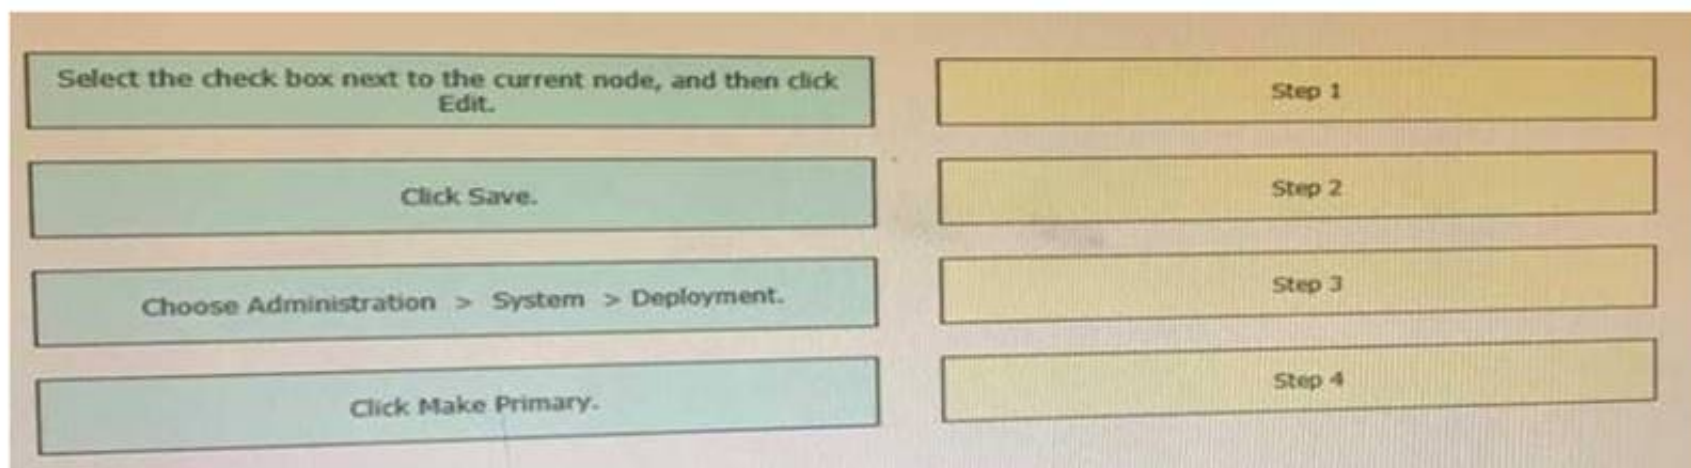 Select the check box next to the current node, and then click
Edit.
Click Save.
Choose Administration > System > Deployment.
Click Make Primary.
Step 1
Step 2
Step 3
Step 4